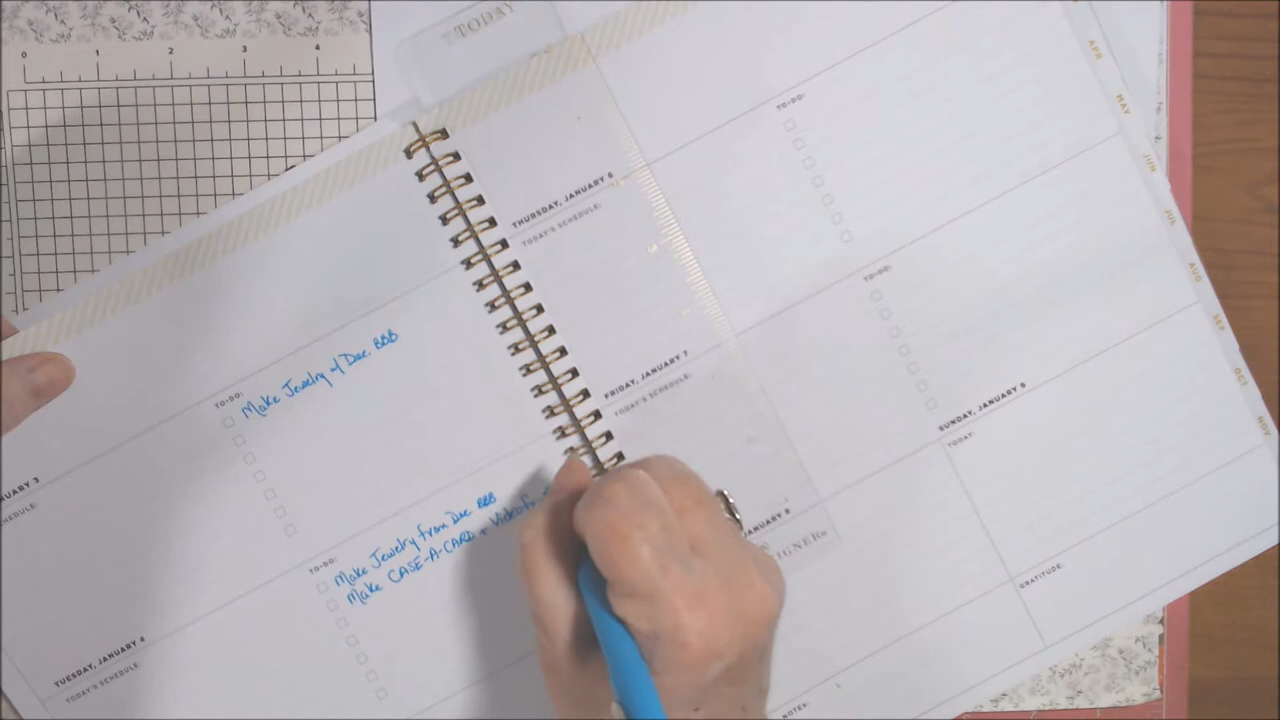 TODAY
0 1 2 3 4
APR
MAY
JUN
JUL
AUG
SEP
OCT
NOV
TO-DO:
Make Jewelry w/ Dec. BBB
UARY 3
SCHEDULE:
TO-DO:
Make Jewelry from Dec BBB
Make CASE-A-CARD +
TUESDAY, JANUARY 4
TODAY'S SCHEDULE:
THURSDAY, JANUARY 6
TODAY'S SCHEDULE:
TO-DO:
FRIDAY, JANUARY 7
TODAY'S SCHEDULE:
TO-DO:
JANUARY 8
IGNER
NOTES:
SUNDAY, JANUARY 9
TODAY:
GRATITUDE: